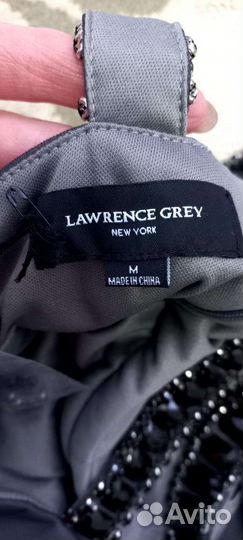 LAWRENCE GREY
NEW YORK
M
MADE IN CHINA
Avito